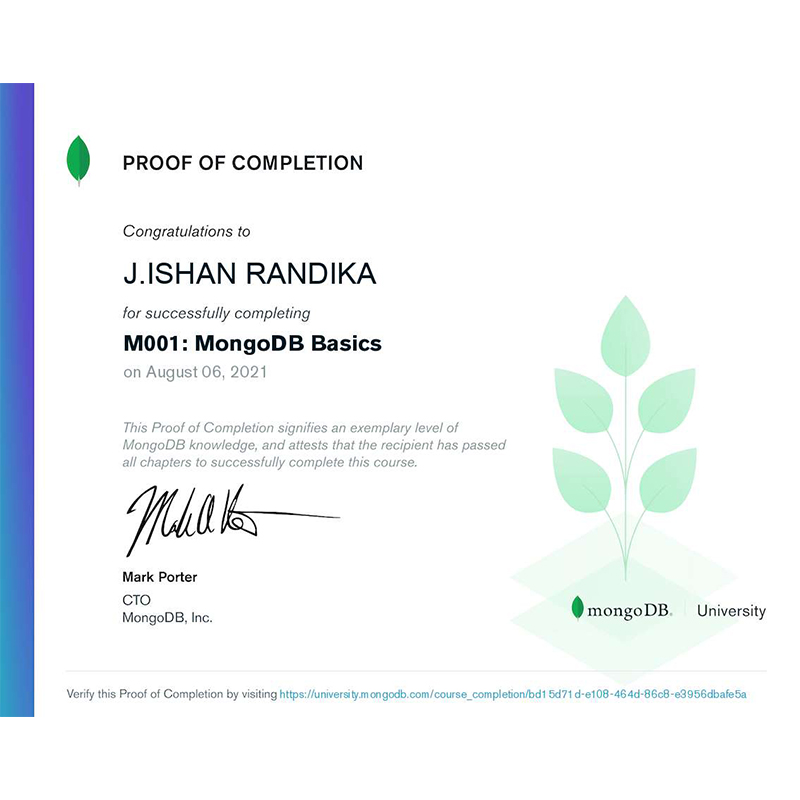 PROOF OF COMPLETION
Congratulations to
J.ISHAN RANDIKA
for successfully completing
M001: MongoDB Basics
on August 06, 2021
This Proof of Completion signifies an exemplary level of
MongoDB knowledge, and attests that the recipient has passed
all chapters to successfully complete this course.
Mark Porter
CTO
MongoDB, Inc.
mongoDB. University
Verify this Proof of Completion by visiting https://university.mongodb.com/course_completion/bd15d71d-e108-464d-86c8-e3956dbafe5a